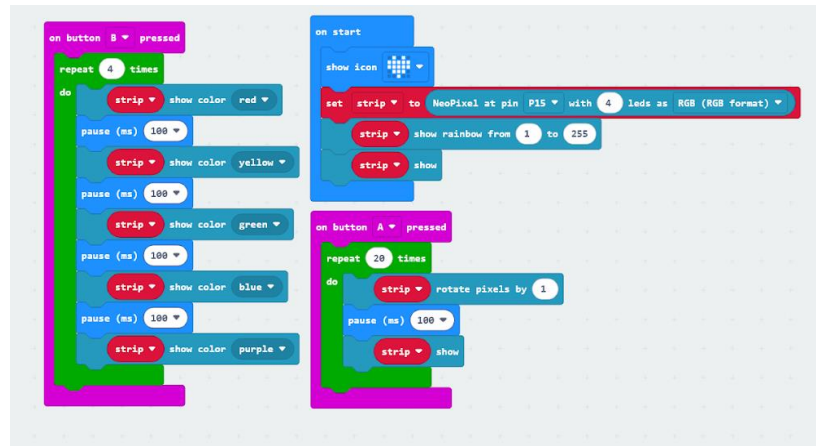 on button B pressed
repeat 4 times
do
strip show color red
pause (ms) 100
strip show color yellow
pause (ms) 100
strip show color green
pause (ms) 100
strip show color blue
pause (ms) 100
strip show color purple
on start
show icon
set strip to NeoPixel at pin P15 with 4 leds as RGB (RGB format)
strip show rainbow from 1 to 255
strip show
on button A pressed
repeat 20 times
do
strip rotate pixels by 1
pause (ms) 100
strip show